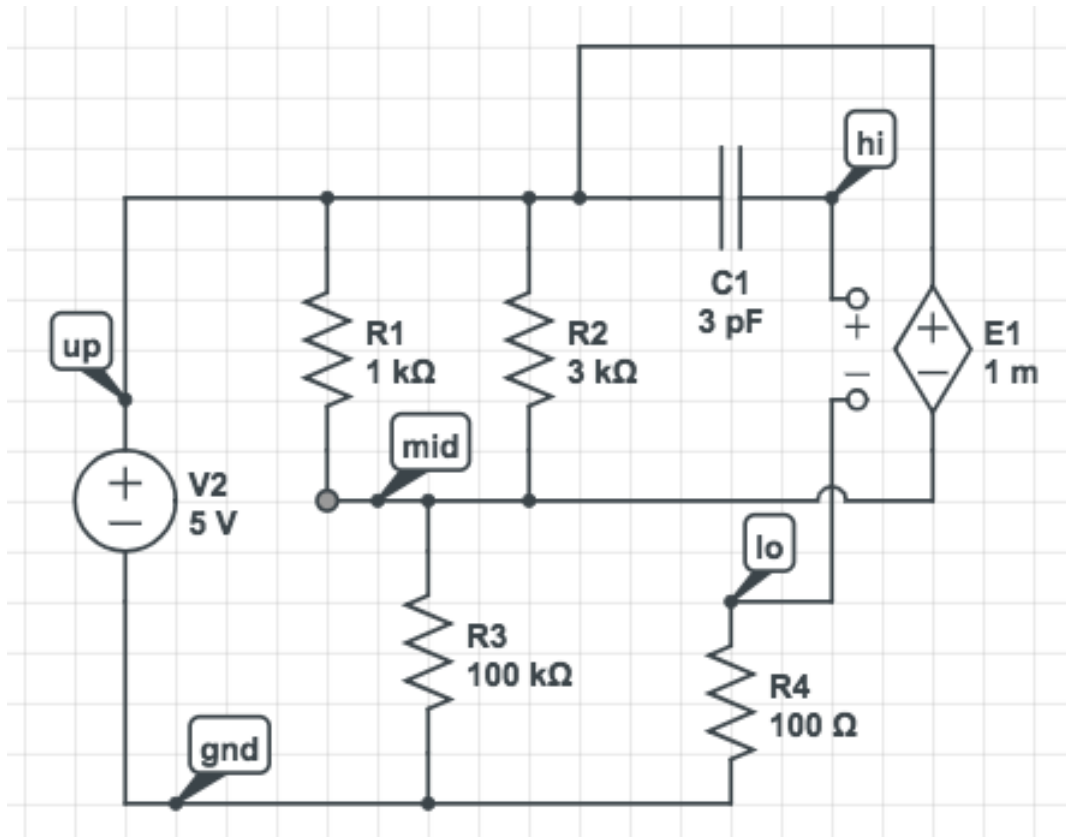 hi
C1
3 pF
+
−
+
−
E1
1 m
R1
1 kΩ
R2
3 kΩ
up
mid
+
−
V2
5 V
lo
R3
100 kΩ
R4
100 Ω
gnd